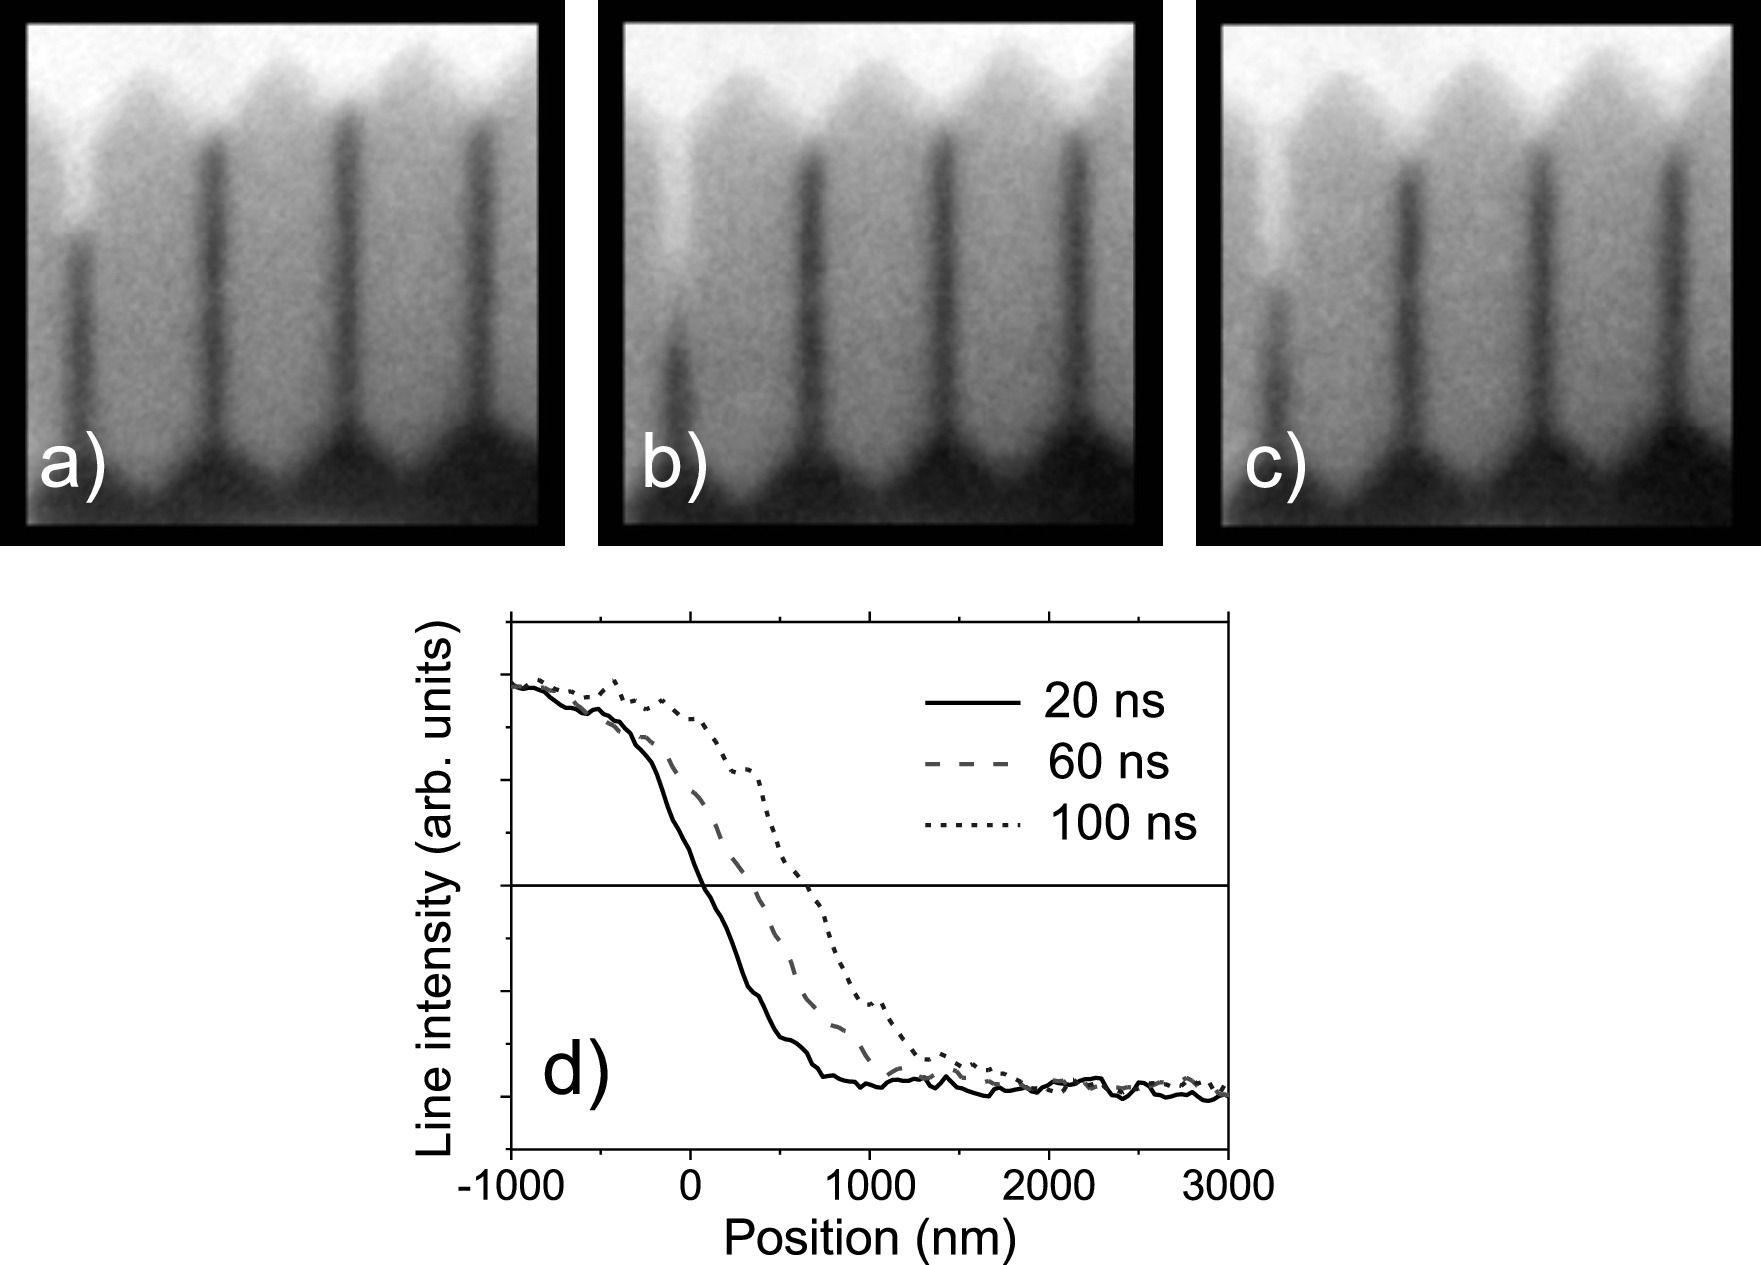 a)
b)
c)
Line intensity (arb. units)
20 ns
60 ns
100 ns
d)
-1000 0 1000 2000 3000
Position (nm)